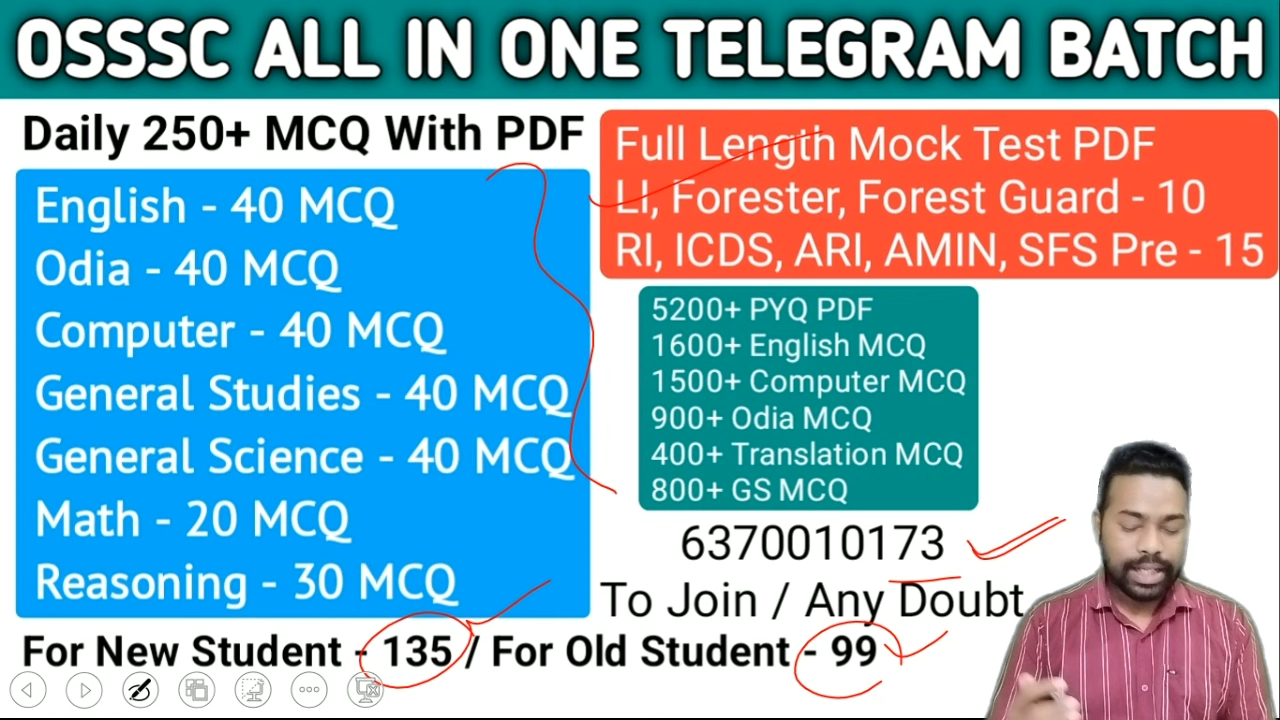 OSSSC ALL IN ONE TELEGRAM BATCH
Daily 250+ MCQ With PDF
English - 40 MCQ
Odia - 40 MCQ
Computer - 40 MCQ
General Studies - 40 MCQ
General Science - 40 MCQ
Math - 20 MCQ
Reasoning - 30 MCQ
Full Length Mock Test PDF
LI, Forester, Forest Guard - 10
RI, ICDS, ARI, AMIN, SFS Pre - 15
5200+ PYQ PDF
1600+ English MCQ
1500+ Computer MCQ
900+ Odia MCQ
400+ Translation MCQ
800+ GS MCQ
6370010173
To Join / Any Doubt
For New Student - 135 / For Old Student - 99